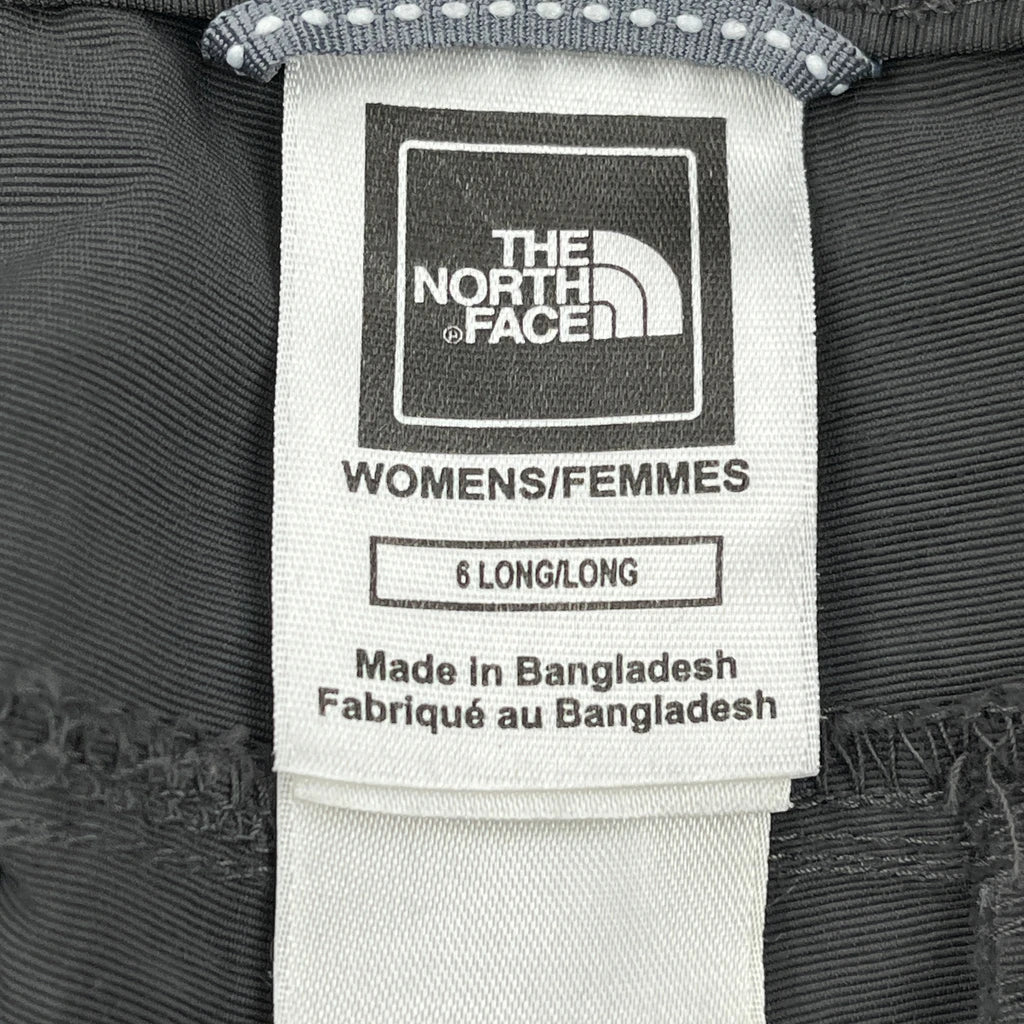 THE
NORTH
FACE
WOMENS/FEMMES
6 LONG/LONG
Made in Bangladesh
Fabriqué au Bangladesh